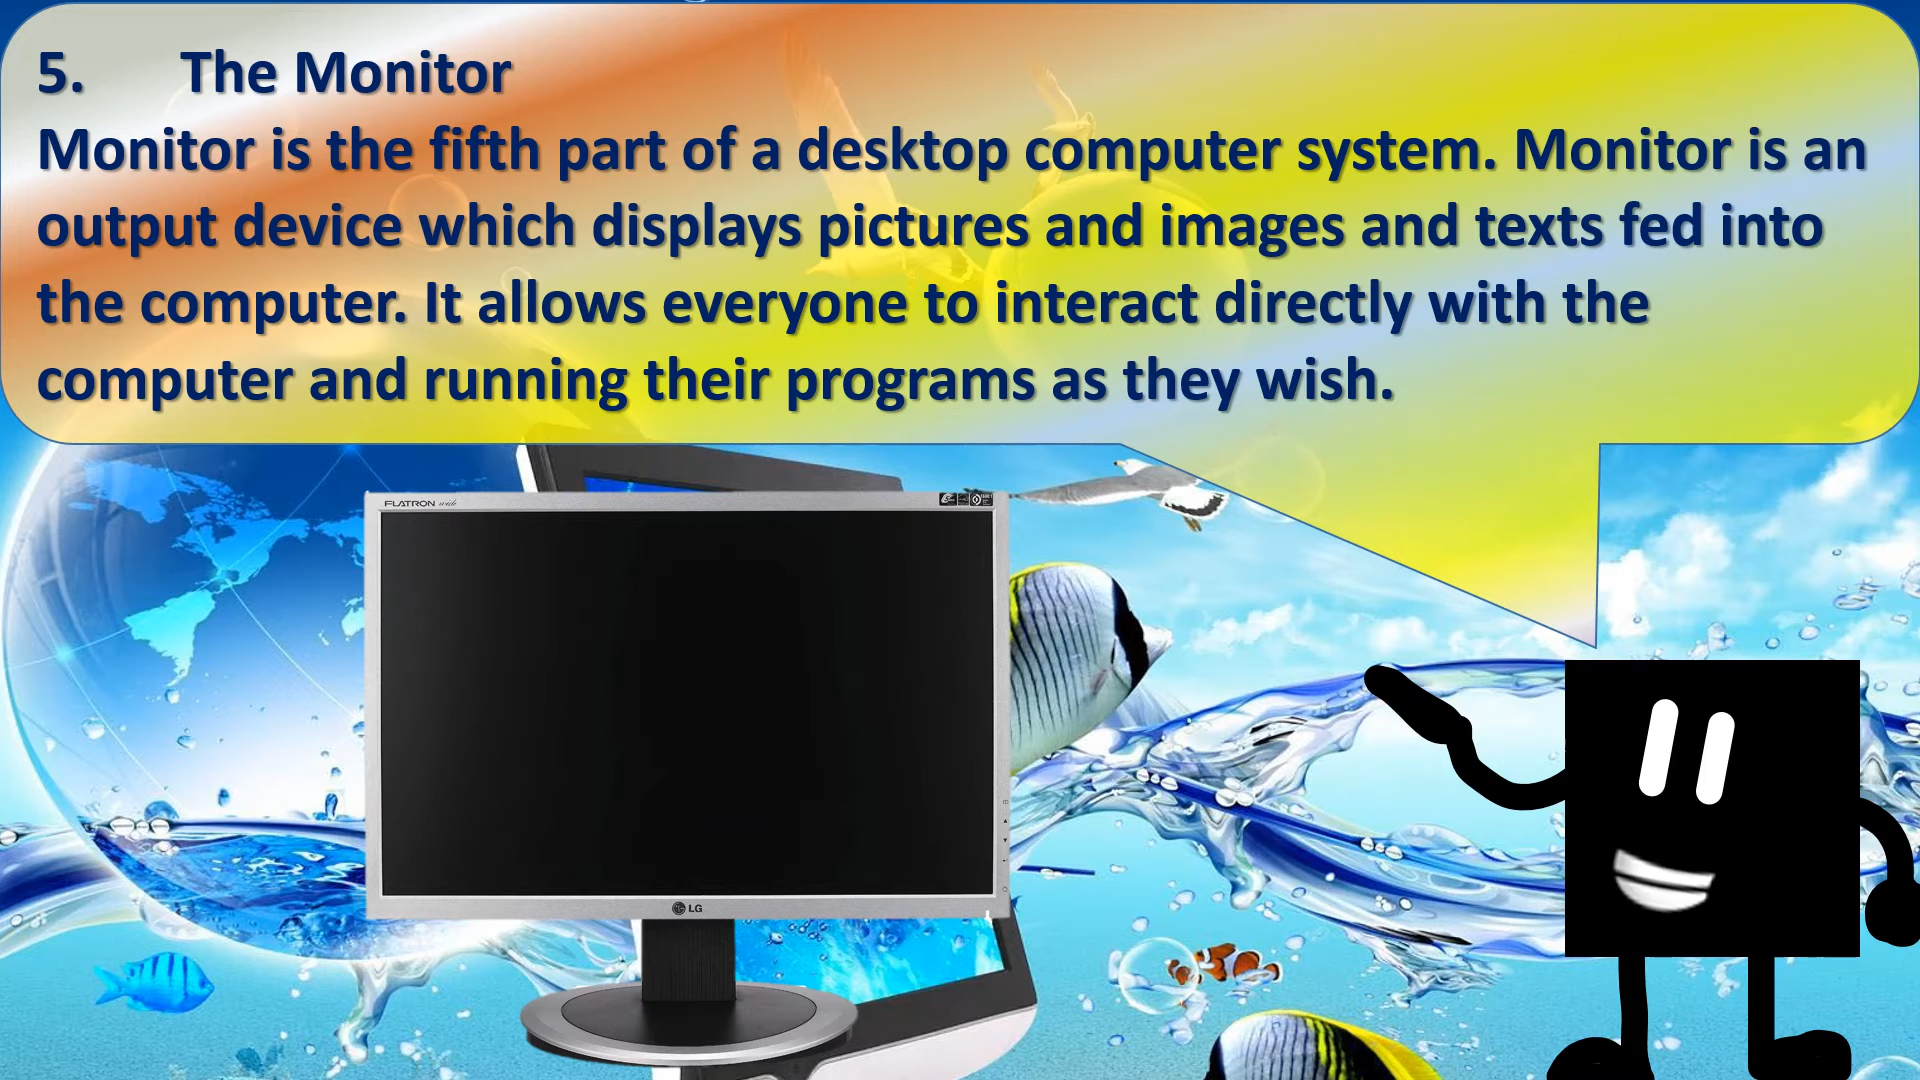 5. The Monitor
Monitor is the fifth part of a desktop computer system. Monitor is an
output device which displays pictures and images and texts fed into
the computer. It allows everyone to interact directly with the
computer and running their programs as they wish.
FLATRON wide
LG